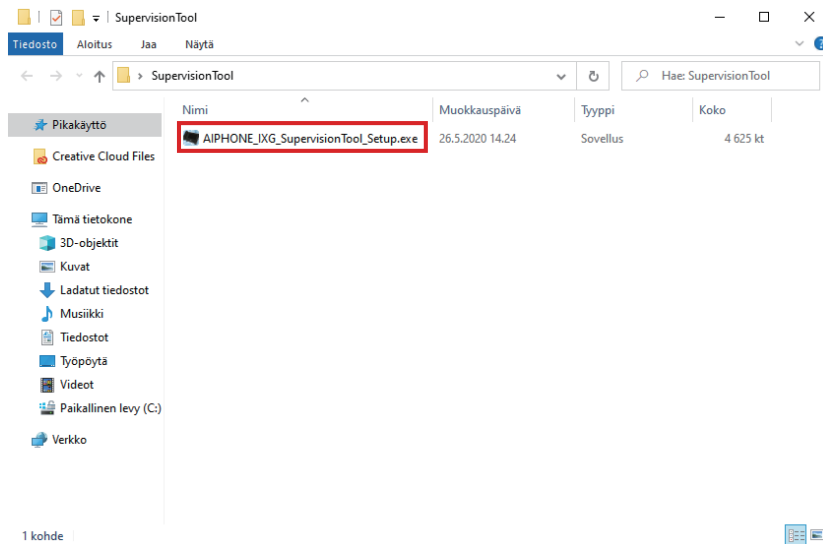 SupervisionTool
Tiedosto Aloitus Jaa Näytä
SupervisionTool Hae: SupervisionTool
Nimi Muokkauspäivä Tyyppi Koko
AIPHONE_IXG_SupervisionTool_Setup.exe 26.5.2020 14.24 Sovellus 4 625 kt
Pikakäyttö
Creative Cloud Files
OneDrive
Tämä tietokone
3D-objektit
Kuvat
Ladatut tiedostot
Musiikki
Tiedostot
Työpöytä
Videot
Paikallinen levy (C:)
Verkko
1 kohde